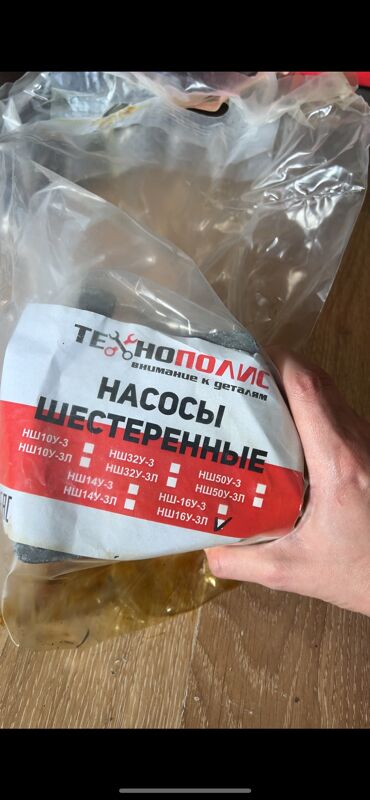 ТЕХНОПОЛИС
внимание к деталям
НАСОСЫ
ШЕСТЕРЕННЫЕ
НШ10У-3
НШ10У-3Л
НШ14У-3
НШ14У-3Л
НШ32У-3
НШ32У-3Л
НШ-16У-3
НШ16У-3Л
НШ50У-3
НШ50У-3Л